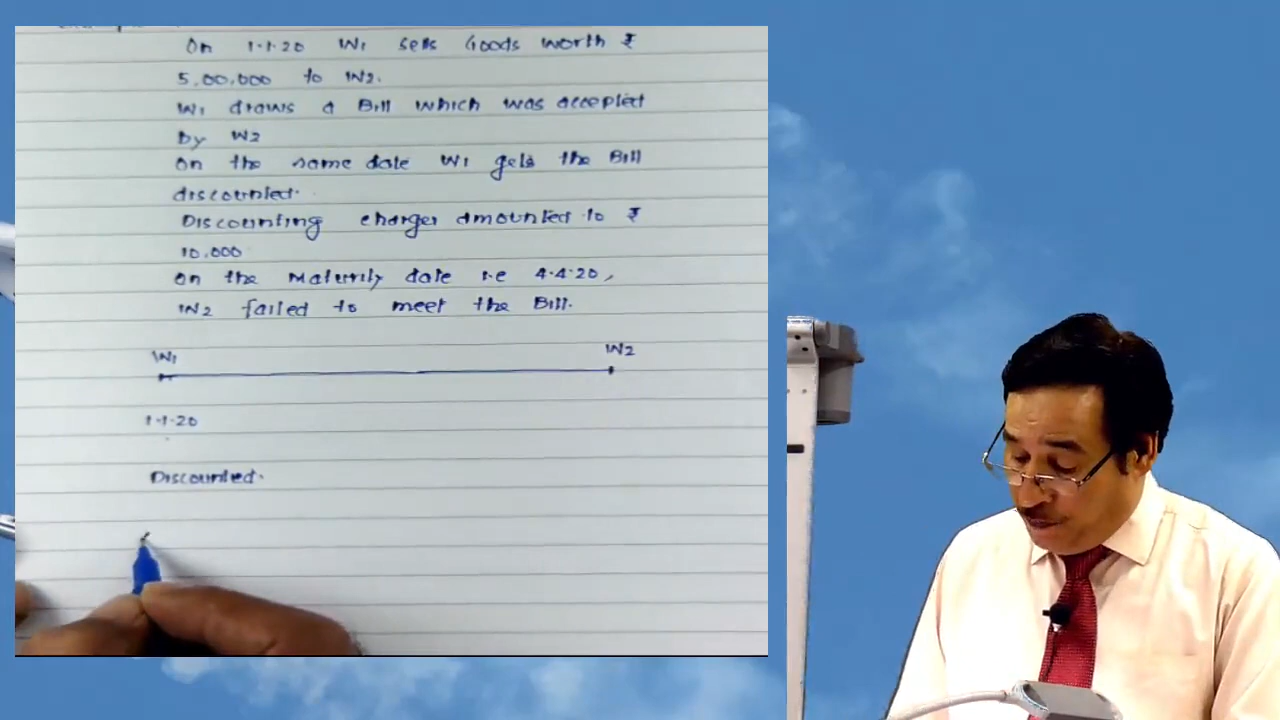 On 1.1.20 W1 sells Goods worth ₹
5,00,000 to W2.
W1 draws a Bill which was accepted
by W2
On the same date W1 gets the Bill
discounted.
Discounting charges amounted to ₹
10,000
On the Maturity date i.e 4.4.20,
W2 failed to meet the Bill.
W1 W2
1.1.20
Discounted.